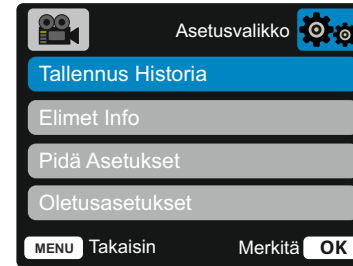 Asetusvalikko
Tallennus Historia
Elimet Info
Pidä Asetukset
Oletusasetukset
MENU Takaisin Merkitä OK